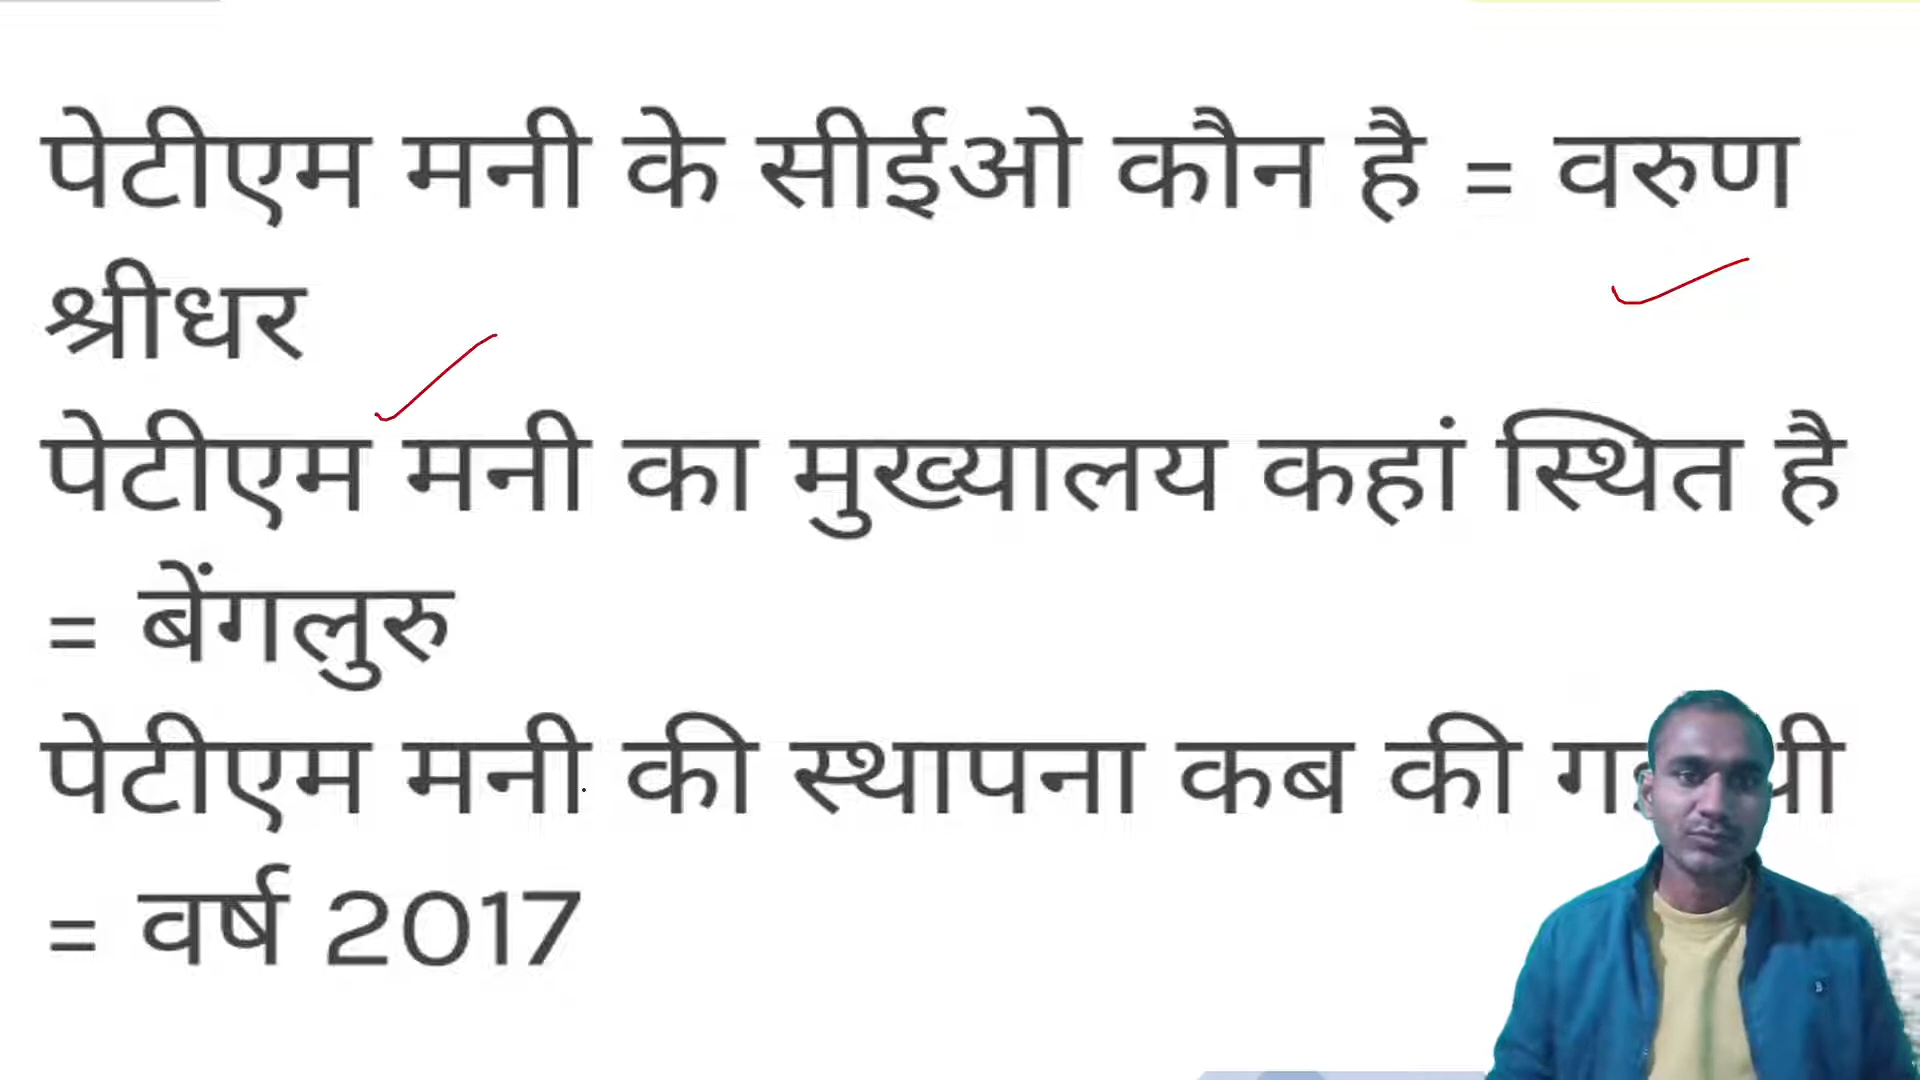 पेटीएम मनी के सीईओ कौन है = वरुण
श्रीधर
पेटीएम मनी का मुख्यालय कहां स्थित है
= बेंगलुरु
पेटीएम मनी की स्थापना कब की
= वर्ष 2017